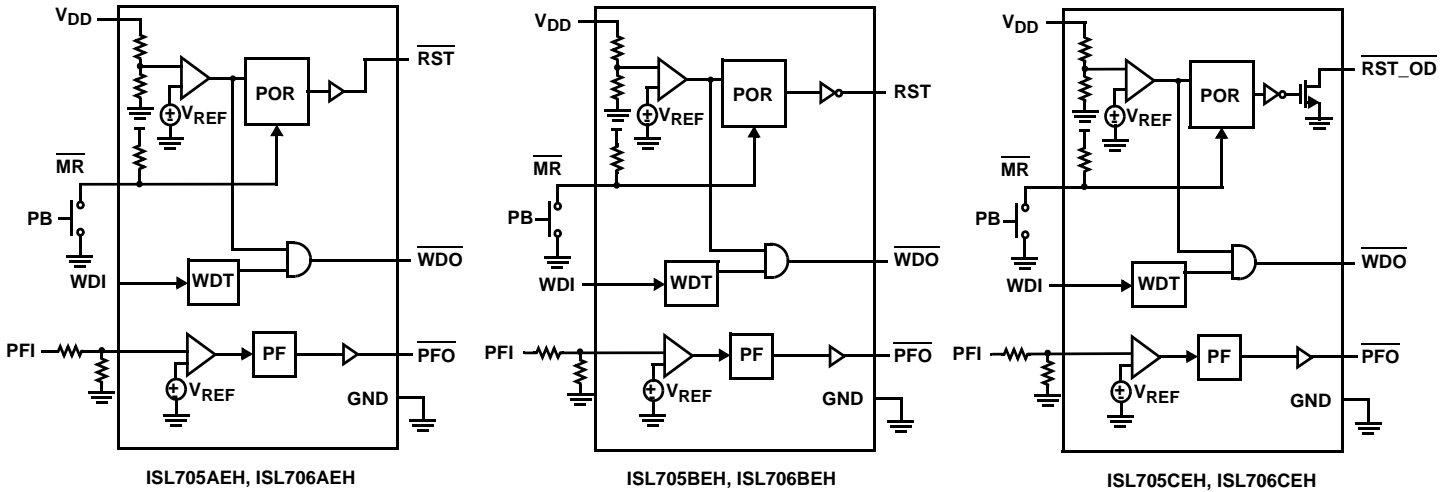 VDD
POR
RST
VREF
MR
PB
WDO
WDI
WDT
PFI
PF
PFO
VREF
GND
ISL705AEH, ISL706AEH
VDD
POR
RST
VREF
MR
PB
WDO
WDI
WDT
PFI
PF
PFO
VREF
GND
ISL705BEH, ISL706BEH
VDD
RST_OD
POR
VREF
MR
PB
WDO
WDI
WDT
PFI
PF
PFO
VREF
GND
ISL705CEH, ISL706CEH